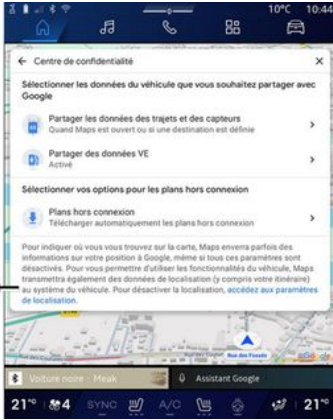 10°C 10:44
Centre de confidentialité
Sélectionner les données du véhicule que vous souhaitez partager avec
Google
Partager les données des trajets et des capteurs
Quand Maps est ouvert ou si une destination est définie
Partager des données VE
Activé
Sélectionner vos options pour les plans hors connexion
Plans hors connexion
Télécharger automatiquement les plans hors connexion
Pour indiquer où vous vous trouvez sur la carte, Maps enverra parfois des
informations sur votre position à Google, même si tous ces paramètres sont
désactivés. Pour vous permettre d'utiliser les fonctionnalités du véhicule, Maps
transmettra également des données de localisation (y compris votre itinéraire)
au système du véhicule. Pour désactiver la localisation, accédez aux paramètres
de localisation.
Rue des Fossés
Google
Voiture noire Meak
Assistant Google
21° 4 SYNC A/C 21°